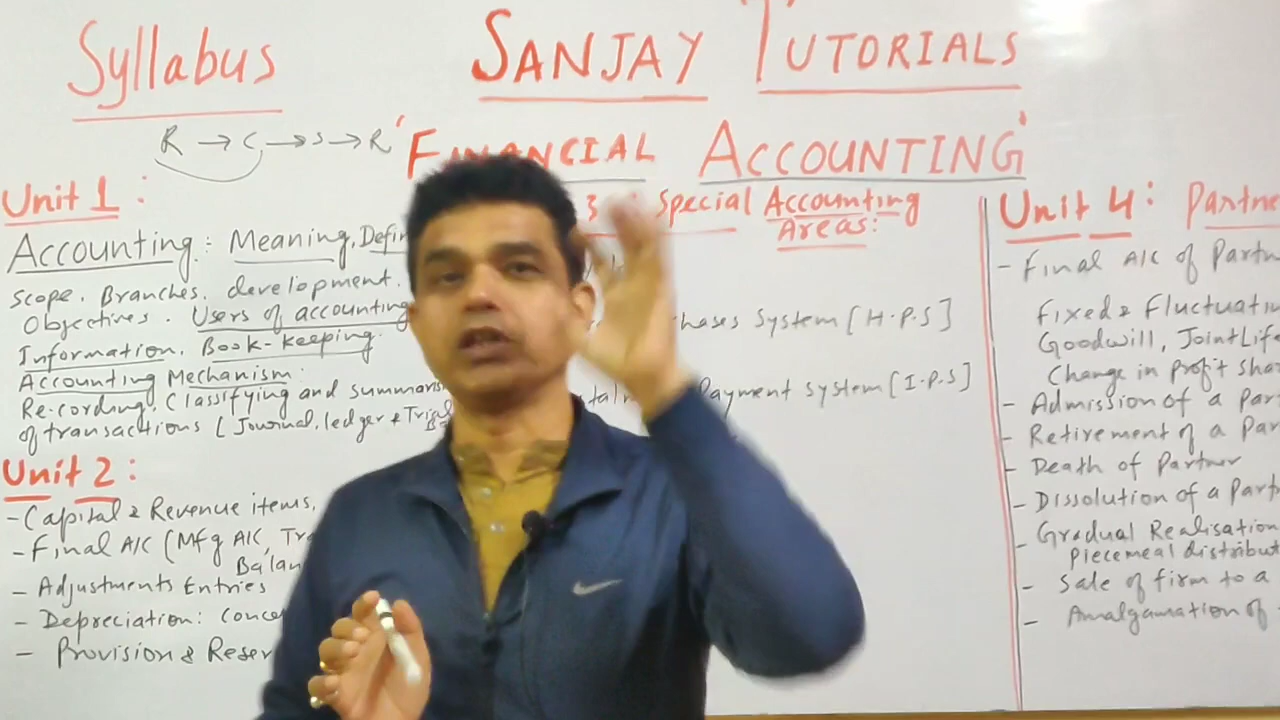 Syllabus
SANJAY TUTORIALS
R → C → S → R
'FINANCIAL ACCOUNTING'
Unit 1:
Accounting: Meaning, Defin
Scope. Branches. development.
Objectives. Users of accounting
Information. Book-keeping.
Accounting Mechanism:
Re.cording, Classifying and summaris
of transactions (Journal, ledger &
Unit 2:
- Capital & Revenue items,
- Final A/C (Mfg A/C, Tr
Balan
- Adjustments Entries
- Depreciation: Conce
- Provision & Reser
3: Special Accounting
Areas:
hases System [H.P.S]
Payment System [I.P.S]
Unit 4: Partne
- Final A/C of Partn
Fixed & Fluctuatin
Goodwill, Joint Life
Change in profit sha
- Admission of a Par
- Retirement of a Par
- Death of Partner
- Dissolution of a Part
- Gradual Realisation
Piecemeal distribut
- Sale of firm to a
- Amalgamation of